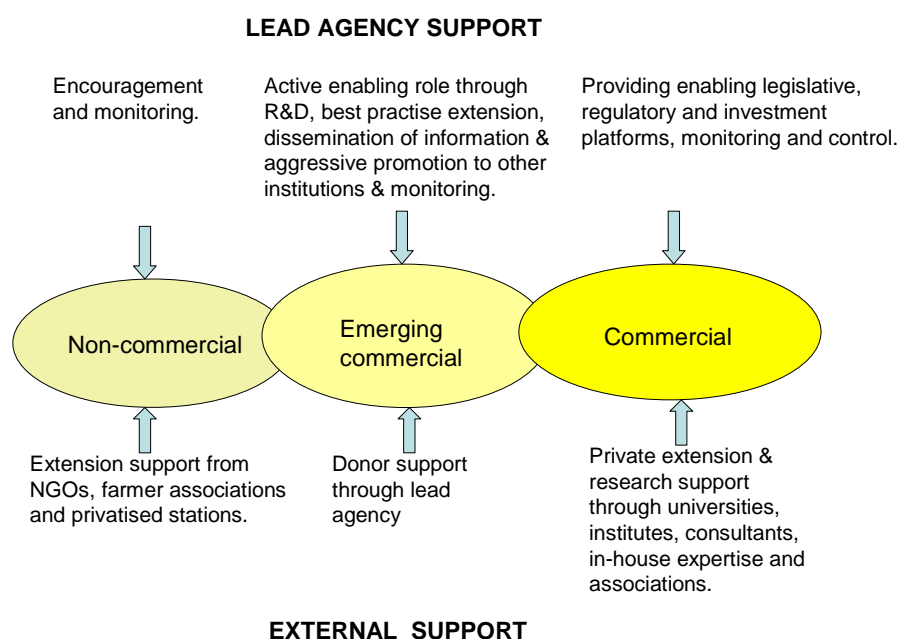 LEAD AGENCY SUPPORT
Encouragement
and monitoring.
Active enabling role through
R&D, best practise extension,
dissemination of information &
aggressive promotion to other
institutions & monitoring.
Providing enabling legislative,
regulatory and investment
platforms, monitoring and control.
Non-commercial
Emerging
commercial
Commercial
Extension support from
NGOs, farmer associations
and privatised stations.
Donor support
through lead
agency
Private extension &
research support
through universities,
institutes, consultants,
in-house expertise and
associations.
EXTERNAL SUPPORT